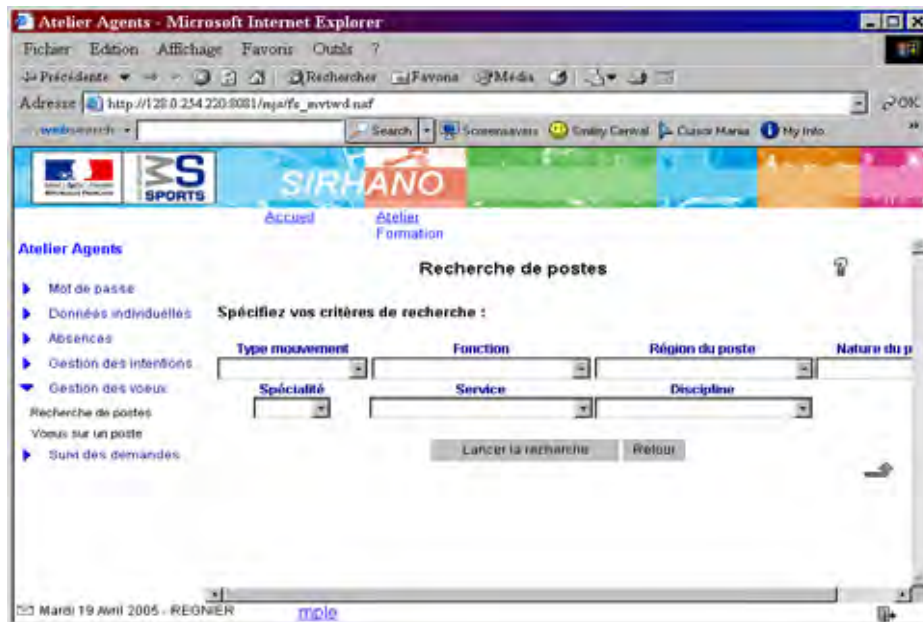 Atelier Agents - Microsoft Internet Explorer
Fichier Edition Affichage Favoris Outils ?
Précédente Rechercher Favoris Média
Adresse http://128.0.254.220:8081/ OK
websearch Search Screensavers Smiley Central Cursor Mania My Info
MS SPORTS SIRHANO
Accueil Atelier
Formation
Atelier Agents
Recherche de postes
Mot de passe
Données individuelles Spécifiez vos critères de recherche :
Absences
Type mouvement Fonction Région du poste Nature du p
Gestion des intentions
Gestion des voeux Spécialité Service Discipline
Recherche de postes
Voeux sur un poste
Suivi des demandes Lancer la recherche Retour
Mardi 19 Avril 2005 - REGNIER mple